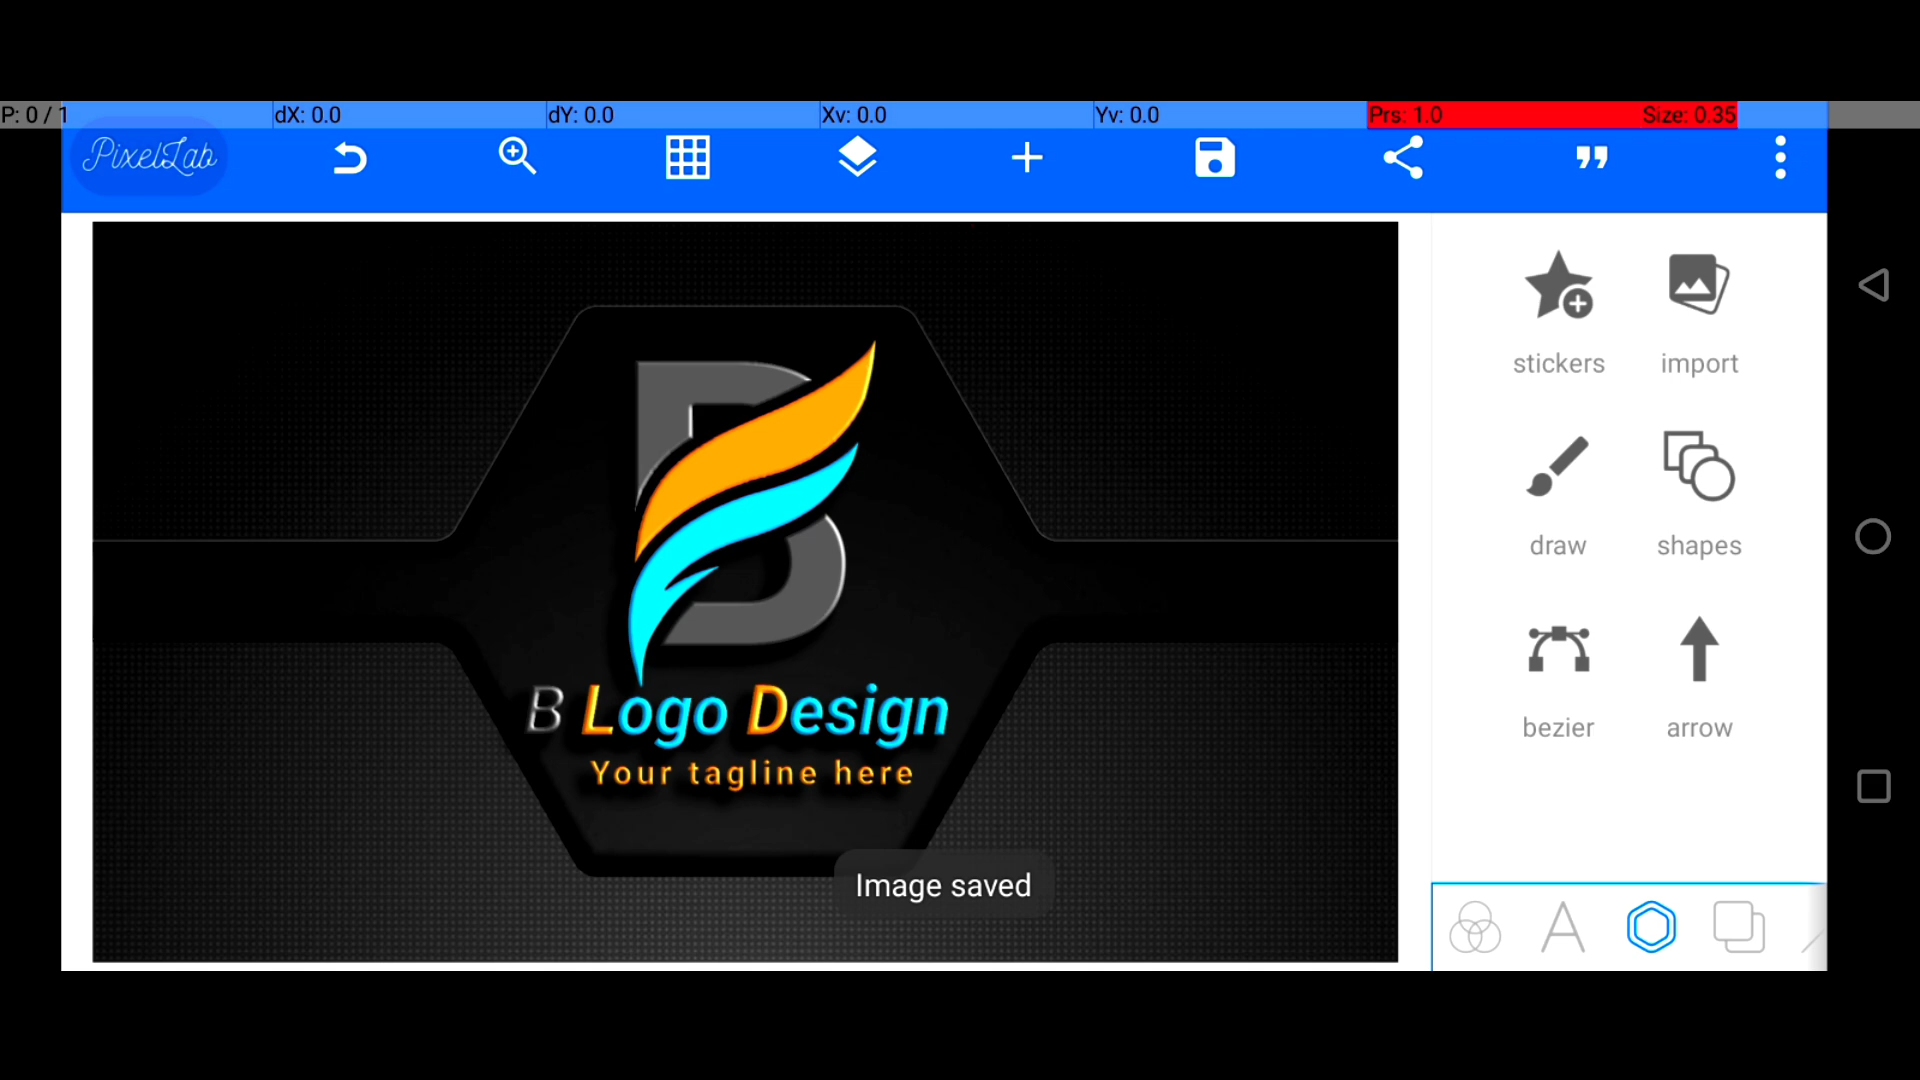 P: 0 / 1 dX: 0.0 dY: 0.0 Xv: 0.0 Yv: 0.0 Prs: 1.0 Size: 0.35
PixelLab
stickers import
draw shapes
bezier arrow
B Logo Design
Your tagline here
Image saved